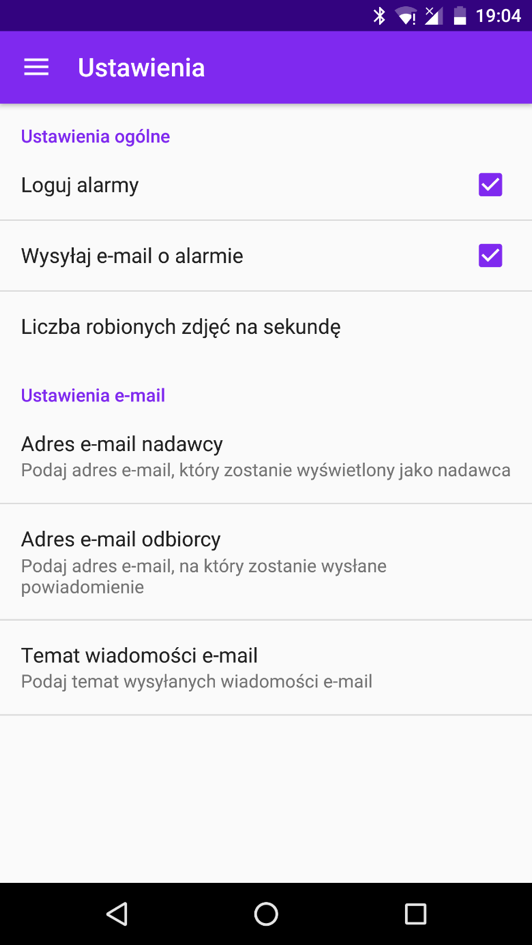 19:04
Ustawienia
Ustawienia ogólne
Loguj alarmy
Wysyłaj e-mail o alarmie
Liczba robionych zdjęć na sekundę
Ustawienia e-mail
Adres e-mail nadawcy
Podaj adres e-mail, który zostanie wyświetlony jako nadawca
Adres e-mail odbiorcy
Podaj adres e-mail, na który zostanie wysłane
powiadomienie
Temat wiadomości e-mail
Podaj temat wysyłanych wiadomości e-mail